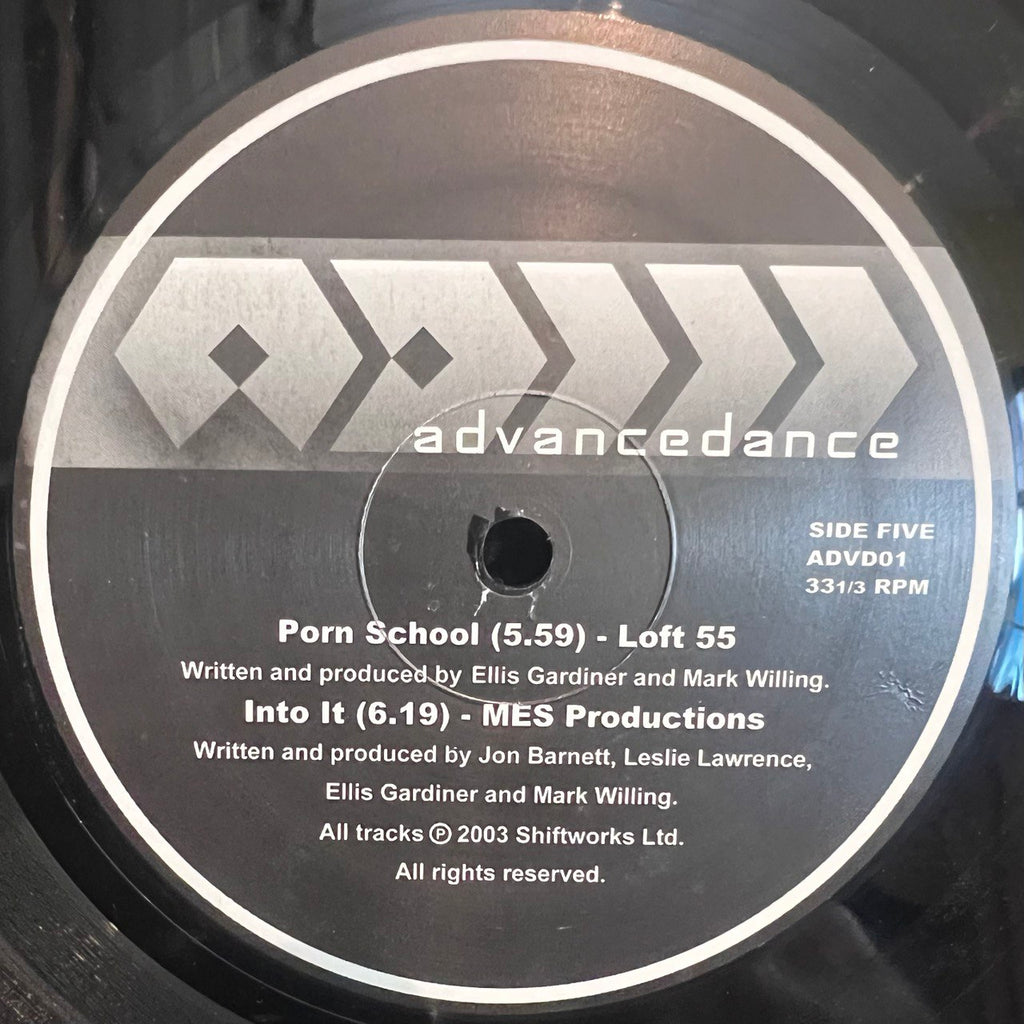 advancedance
SIDE FIVE
ADVD01
331/3 RPM
Porn School (5.59) - Loft 55
Written and produced by Ellis Gardiner and Mark Willing.
Into It (6.19) - MES Productions
Written and produced by Jon Barnett, Leslie Lawrence,
Ellis Gardiner and Mark Willing.
All tracks ℗ 2003 Shiftworks Ltd.
All rights reserved.